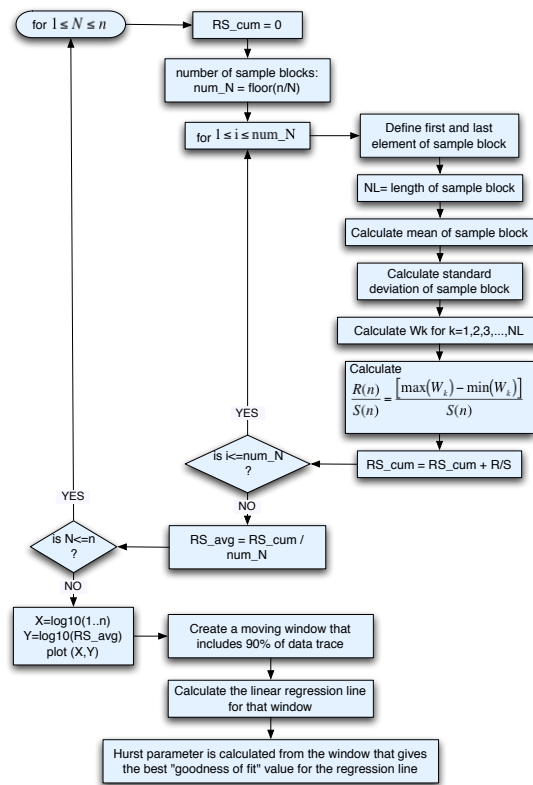 for 1 ≤ N ≤ n
RS_cum = 0
number of sample blocks:
num_N = floor(n/N)
for 1 ≤ i ≤ num_N
Define first and last
element of sample block
NL= length of sample block
Calculate mean of sample block
Calculate standard
deviation of sample block
Calculate Wk for k=1,2,3,...,NL
Calculate
R(n)/S(n) = [max(W_k) − min(W_k)]/S(n)
RS_cum = RS_cum + R/S
YES
is i<=num_N
?
NO
RS_avg = RS_cum /
num_N
YES
is N<=n
?
NO
X=log10(1..n)
Y=log10(RS_avg)
plot (X,Y)
Create a moving window that
includes 90% of data trace
Calculate the linear regression line
for that window
Hurst parameter is calculated from the window that gives
the best "goodness of fit" value for the regression line